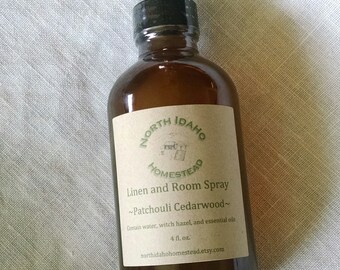 NORTH IDAHO
HOMESTEAD
Linen and Room Spray
~Patchouli Cedarwood~
Contain water, witch hazel, and essential oils
4 fl. oz.
northidahohomestead.etsy.com